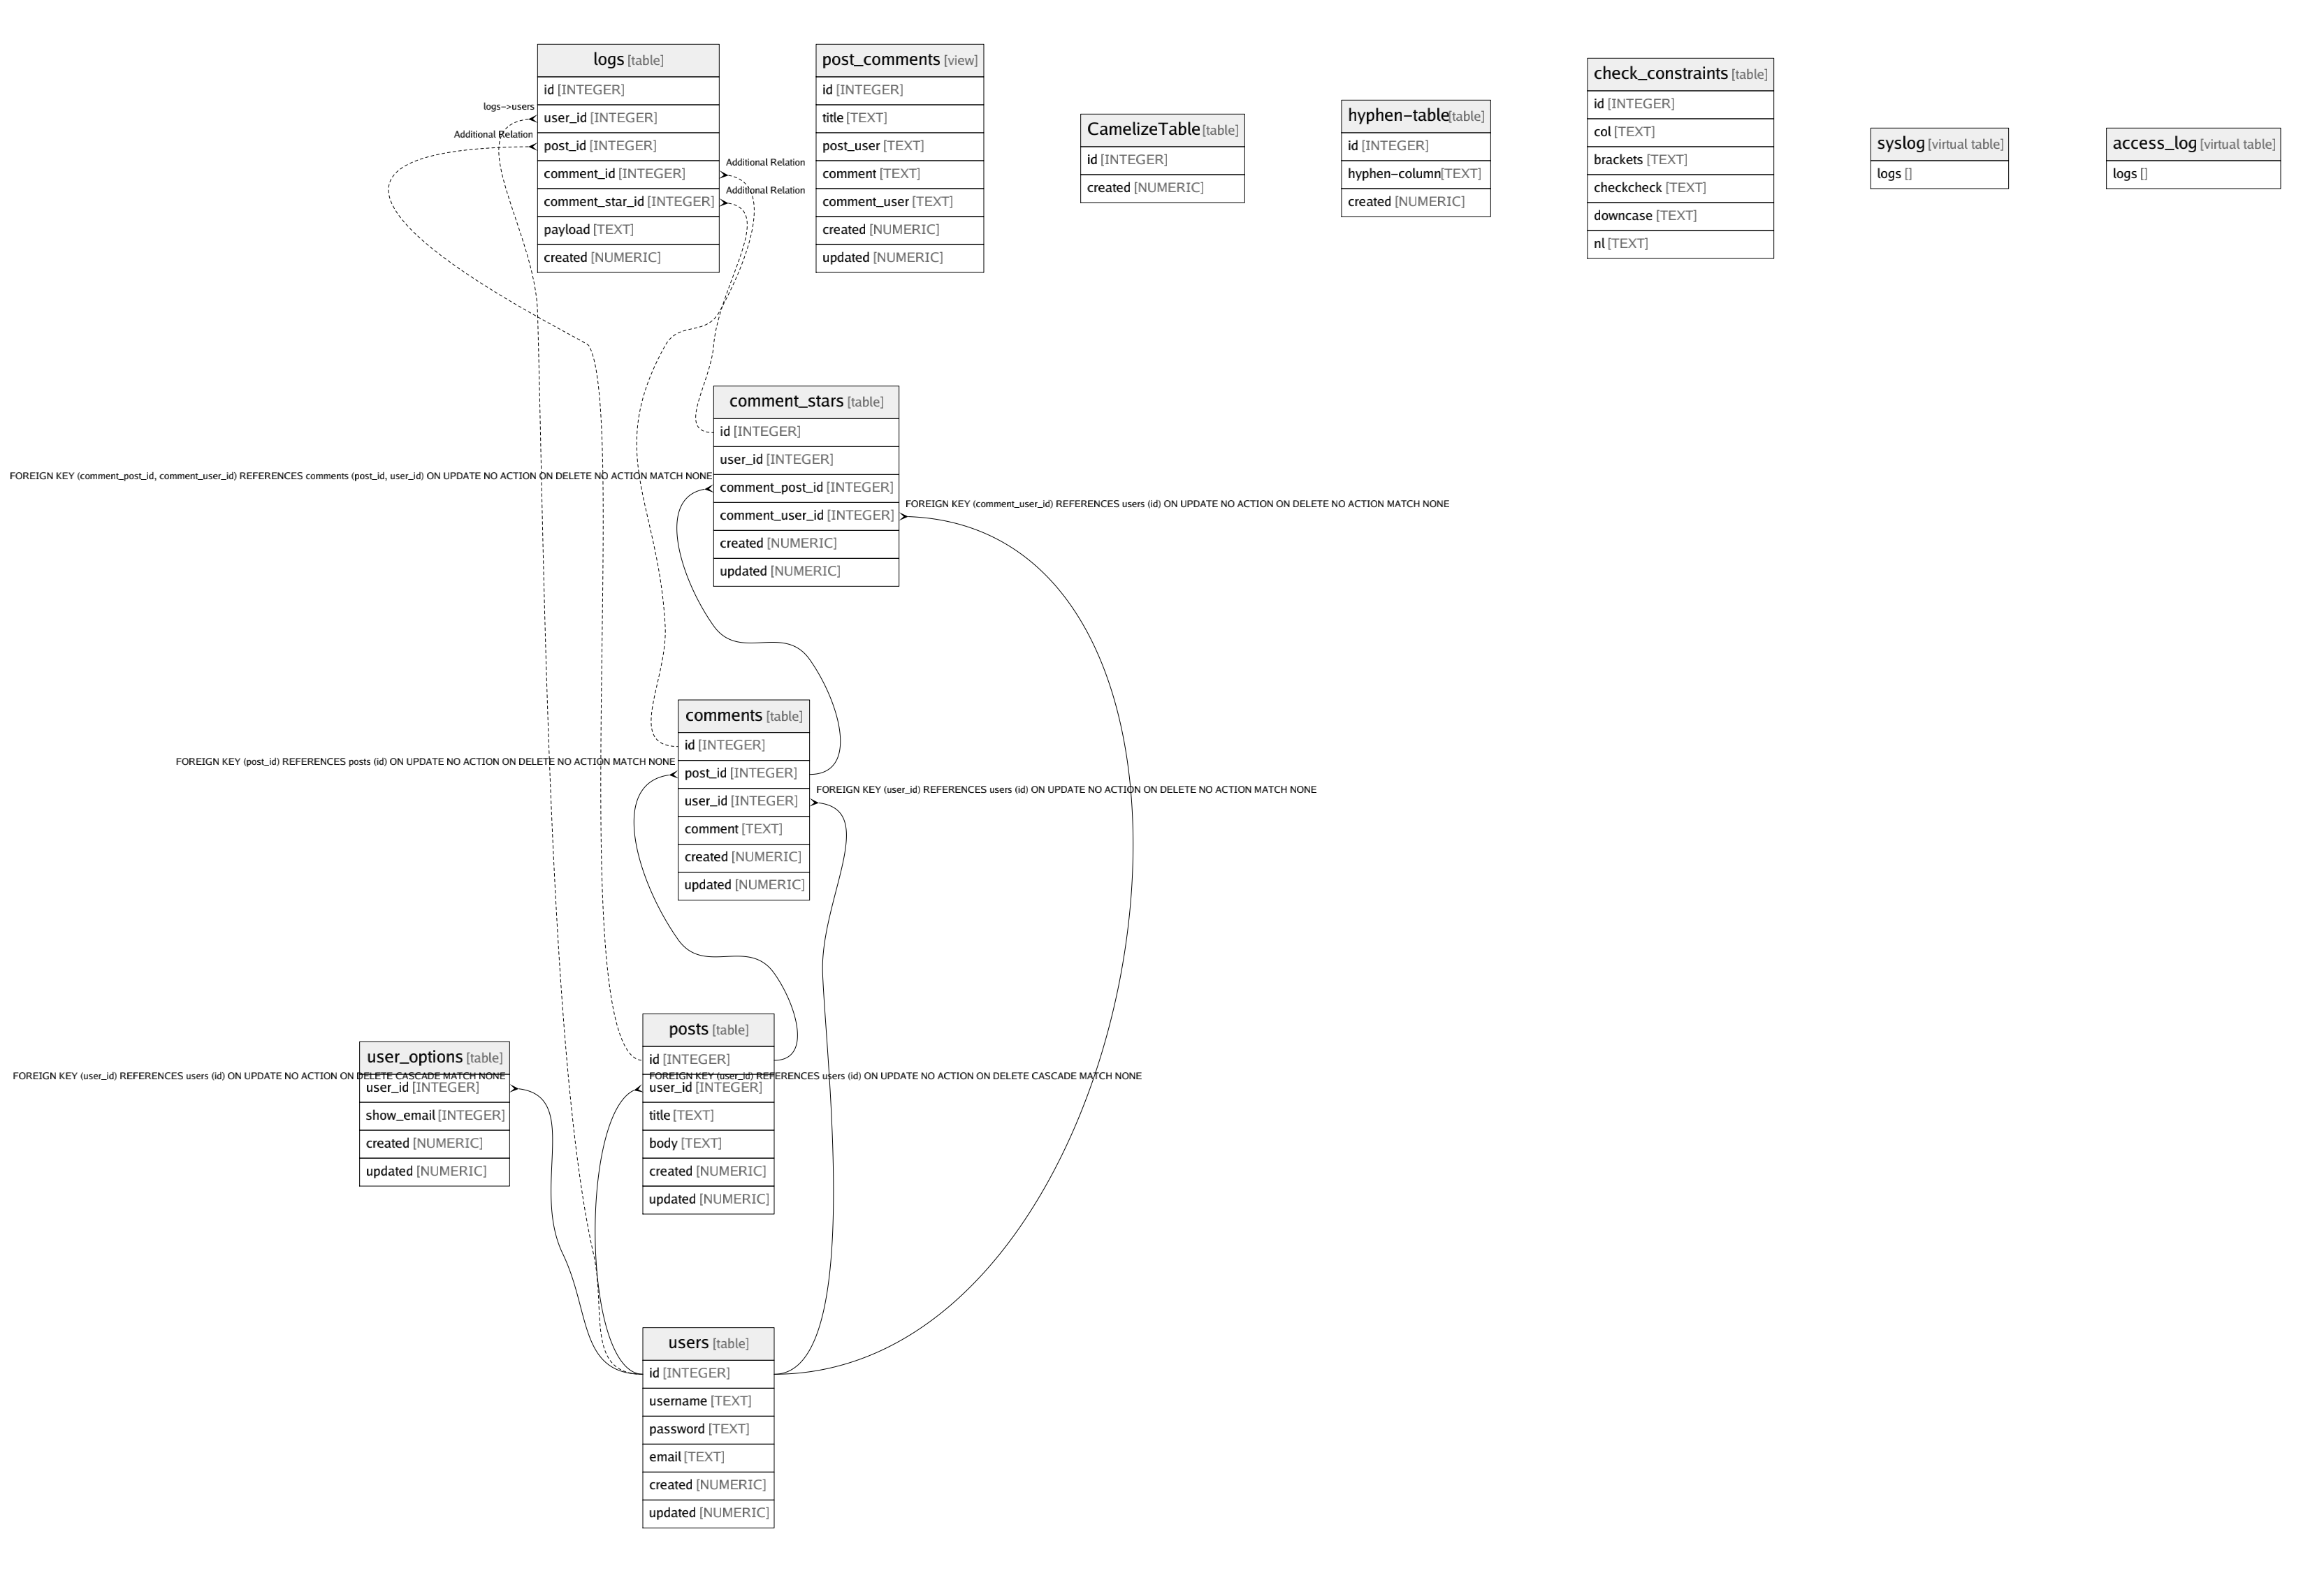 logs [table]
id [INTEGER]
logs->users
user_id [INTEGER]
Additional Relation
post_id [INTEGER]
Additional Relation
comment_id [INTEGER]
Additional Relation
comment_star_id [INTEGER]
payload [TEXT]
created [NUMERIC]
post_comments [view]
id [INTEGER]
title [TEXT]
post_user [TEXT]
comment [TEXT]
comment_user [TEXT]
created [NUMERIC]
updated [NUMERIC]
CamelizeTable [table]
id [INTEGER]
created [NUMERIC]
hyphen-table [table]
id [INTEGER]
hyphen-column [TEXT]
created [NUMERIC]
check_constraints [table]
id [INTEGER]
col [TEXT]
brackets [TEXT]
checkcheck [TEXT]
downcase [TEXT]
nl [TEXT]
syslog [virtual table]
logs []
access_log [virtual table]
logs []
comment_stars [table]
id [INTEGER]
user_id [INTEGER]
FOREIGN KEY (comment_post_id, comment_user_id) REFERENCES comments (post_id, user_id) ON UPDATE NO ACTION ON DELETE NO ACTION MATCH NONE
comment_post_id [INTEGER]
FOREIGN KEY (comment_user_id) REFERENCES users (id) ON UPDATE NO ACTION ON DELETE NO ACTION MATCH NONE
comment_user_id [INTEGER]
created [NUMERIC]
updated [NUMERIC]
comments [table]
id [INTEGER]
FOREIGN KEY (post_id) REFERENCES posts (id) ON UPDATE NO ACTION ON DELETE NO ACTION MATCH NONE
post_id [INTEGER]
FOREIGN KEY (user_id) REFERENCES users (id) ON UPDATE NO ACTION ON DELETE NO ACTION MATCH NONE
user_id [INTEGER]
comment [TEXT]
created [NUMERIC]
updated [NUMERIC]
user_options [table]
FOREIGN KEY (user_id) REFERENCES users (id) ON UPDATE NO ACTION ON DELETE CASCADE MATCH NONE
user_id [INTEGER]
show_email [INTEGER]
created [NUMERIC]
updated [NUMERIC]
posts [table]
id [INTEGER]
FOREIGN KEY (user_id) REFERENCES users (id) ON UPDATE NO ACTION ON DELETE CASCADE MATCH NONE
user_id [INTEGER]
title [TEXT]
body [TEXT]
created [NUMERIC]
updated [NUMERIC]
users [table]
id [INTEGER]
username [TEXT]
password [TEXT]
email [TEXT]
created [NUMERIC]
updated [NUMERIC]